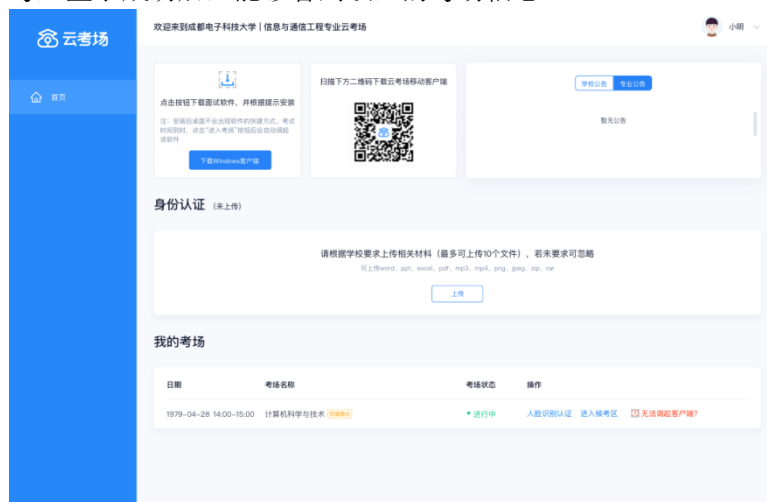 云考场
首页
欢迎来到成都电子科技大学 | 信息与通信工程专业云考场
小明
点击按钮下载面试软件，并根据提示安装
注：安装后桌面不会出现软件的快捷方式，考试
时间到时，点击"进入考场"按钮后会自动调起
该软件
下载Windows客户端
扫描下方二维码下载云考场移动客户端
学校公告 专业公告
暂无公告
身份认证 (未上传)
请根据学校要求上传相关材料（最多可上传10个文件），若未要求可忽略
可上传word, ppt, excel, pdf, mp3, mp4, png, jpeg, zip, rar
上传
我的考场
日期 考场名称 考场状态 操作
1979-04-28 14:00-15:00 计算机科学与技术 进行中 人脸识别认证 进入候考区 无法调起客户端?